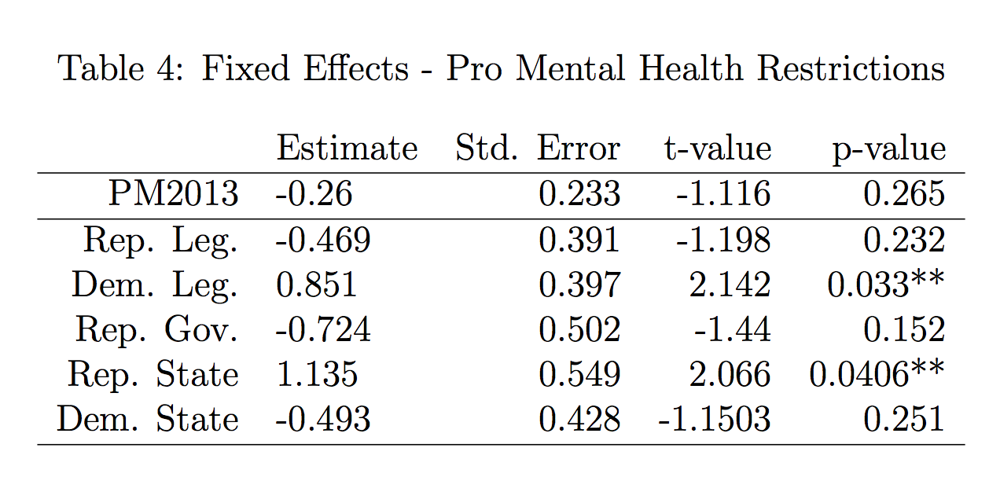 Table 4: Fixed Effects - Pro Mental Health Restrictions
Estimate Std. Error t-value p-value
PM2013 -0.26 0.233 -1.116 0.265
Rep. Leg. -0.469 0.391 -1.198 0.232
Dem. Leg. 0.851 0.397 2.142 0.033**
Rep. Gov. -0.724 0.502 -1.44 0.152
Rep. State 1.135 0.549 2.066 0.0406**
Dem. State -0.493 0.428 -1.1503 0.251